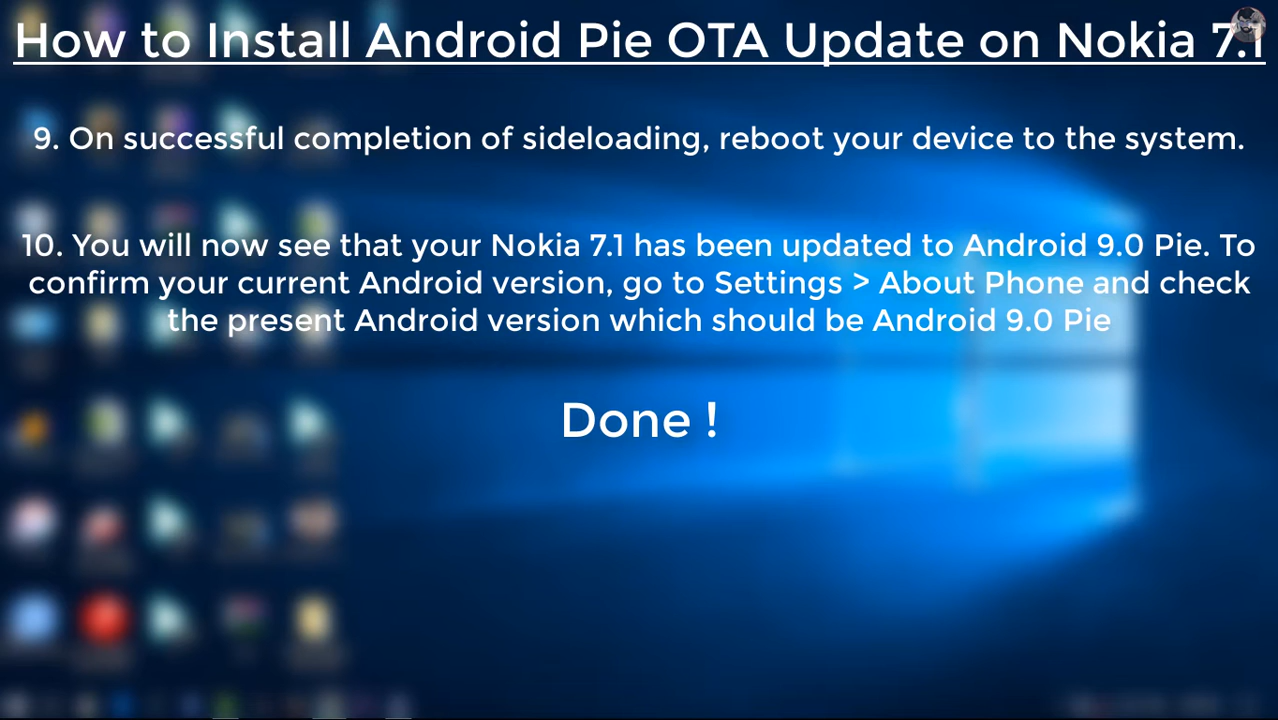 How to Install Android Pie OTA Update on Nokia 7.1
9. On successful completion of sideloading, reboot your device to the system.
10. You will now see that your Nokia 7.1 has been updated to Android 9.0 Pie. To
confirm your current Android version, go to Settings > About Phone and check
the present Android version which should be Android 9.0 Pie
Done !